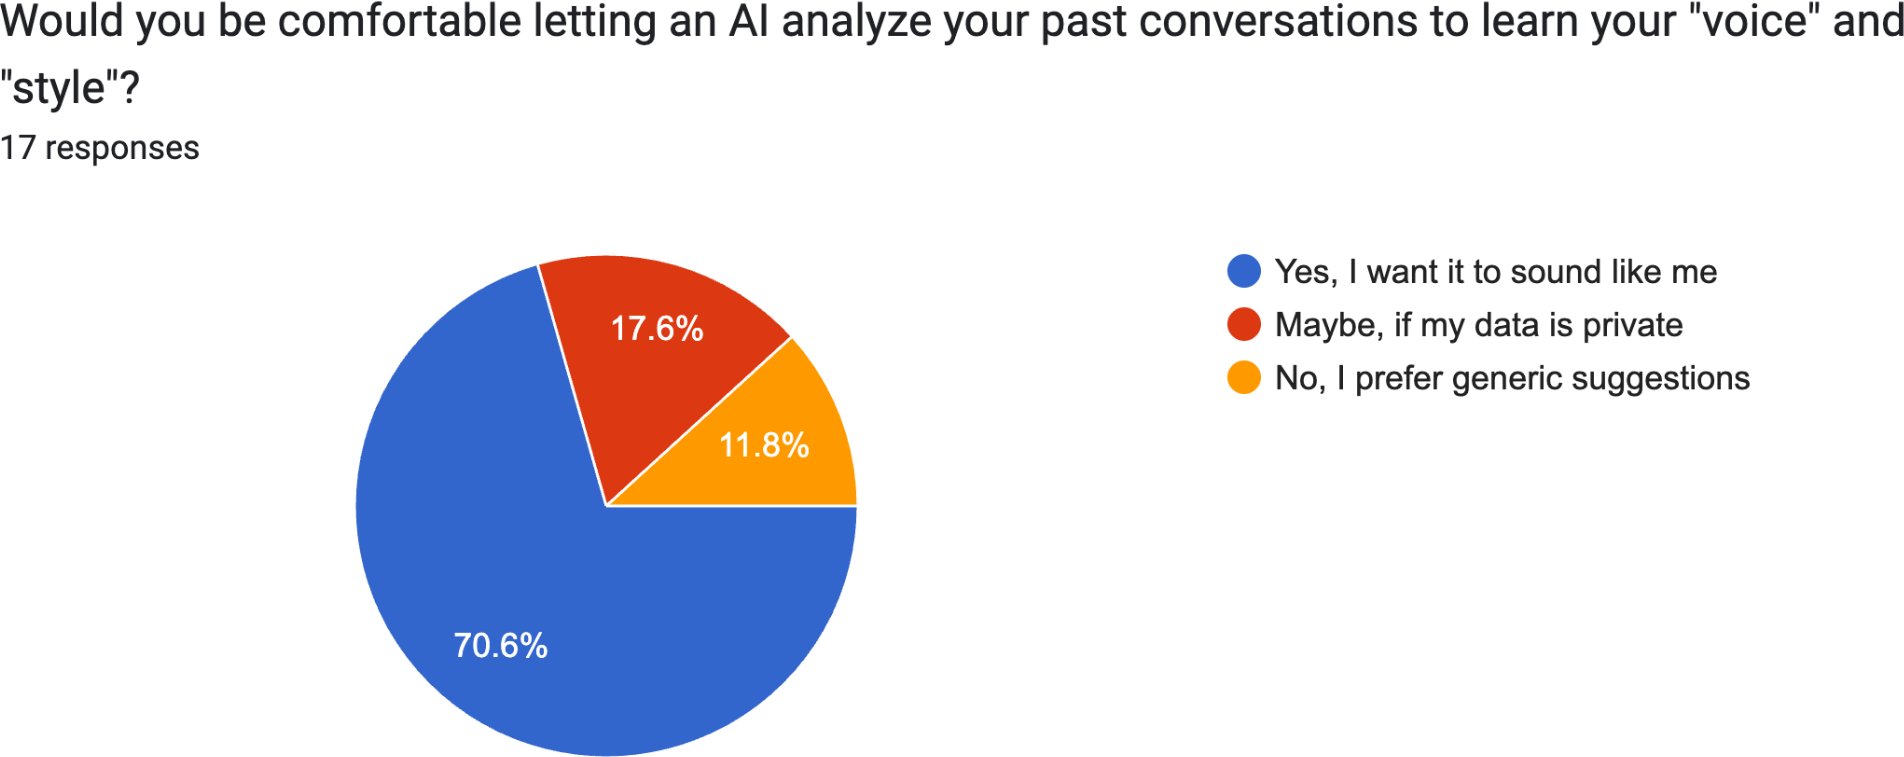 Would you be comfortable letting an AI analyze your past conversations to learn your "voice" and
"style"?
17 responses
Yes, I want it to sound like me
Maybe, if my data is private
No, I prefer generic suggestions
17.6%
11.8%
70.6%